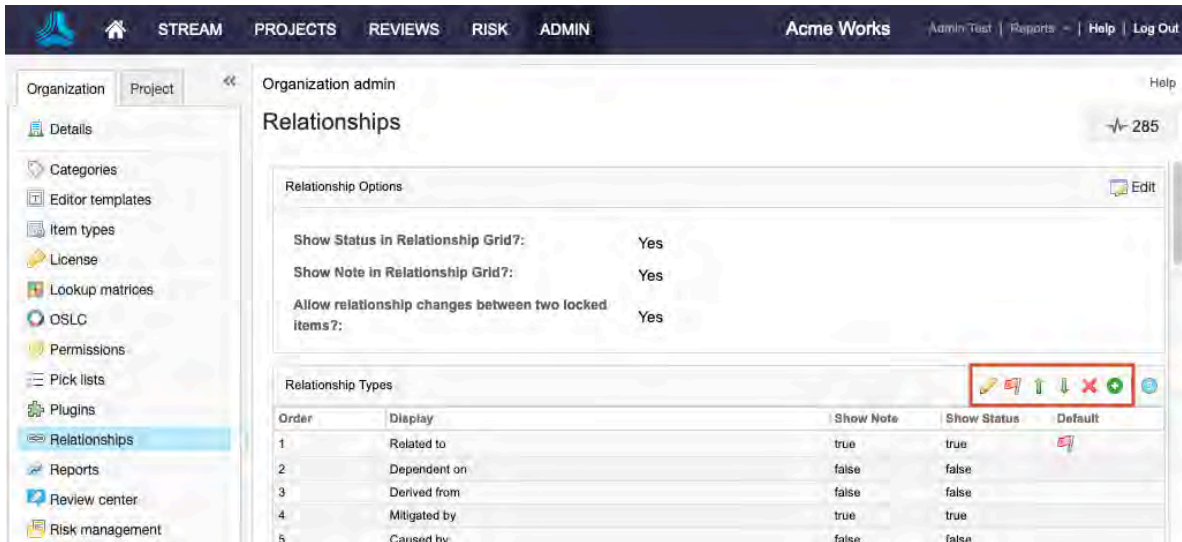 STREAM PROJECTS REVIEWS RISK ADMIN Acme Works Admin Test | Reports | Help | Log Out
Organization Project
Details
Categories
Editor templates
Item types
License
Lookup matrices
OSLC
Permissions
Pick lists
Plugins
Relationships
Reports
Review center
Risk management
Organization admin Help
Relationships 285
Relationship Options Edit
Show Status in Relationship Grid?: Yes
Show Note in Relationship Grid?: Yes
Allow relationship changes between two locked
items?: Yes
Relationship Types
Order Display Show Note Show Status Default
1 Related to true true
2 Dependent on false false
3 Derived from false false
4 Mitigated by true true
5 Caused by false false